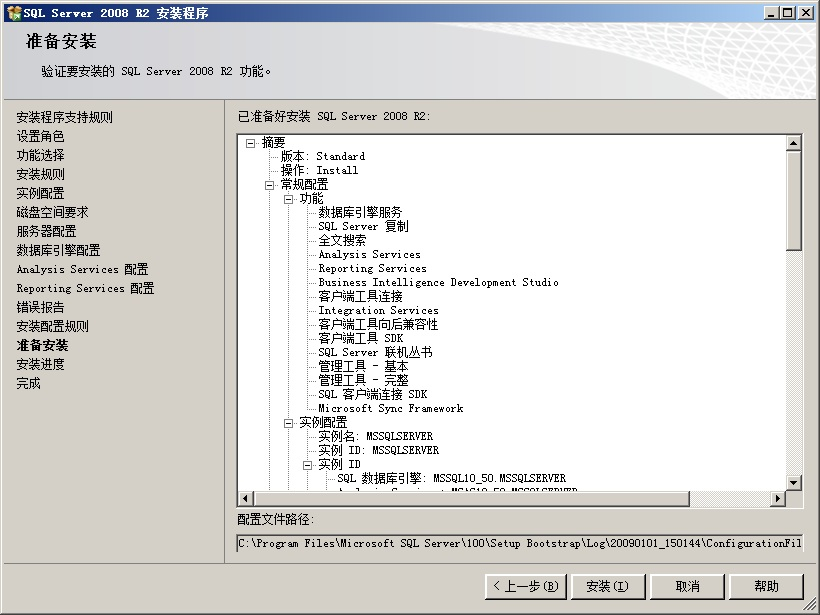 SQL Server 2008 R2 安装程序
准备安装
验证要安装的 SQL Server 2008 R2 功能。
安装程序支持规则
设置角色
功能选择
安装规则
实例配置
磁盘空间要求
服务器配置
数据库引擎配置
Analysis Services 配置
Reporting Services 配置
错误报告
安装配置规则
准备安装
安装进度
完成
已准备好安装 SQL Server 2008 R2:
摘要
版本: Standard
操作: Install
常规配置
功能
数据库引擎服务
SQL Server 复制
全文搜索
Analysis Services
Reporting Services
Business Intelligence Development Studio
客户端工具连接
Integration Services
客户端工具向后兼容性
客户端工具 SDK
SQL Server 联机丛书
管理工具 - 基本
管理工具 - 完整
SQL 客户端连接 SDK
Microsoft Sync Framework
实例配置
实例名: MSSQLSERVER
实例 ID: MSSQLSERVER
实例 ID
SQL 数据库引擎: MSSQL10_50.MSSQLSERVER
配置文件路径:
C:\Program Files\Microsoft SQL Server\100\Setup Bootstrap\Log\20090101_150144\ConfigurationFil
< 上一步(B)
安装(I)
取消
帮助